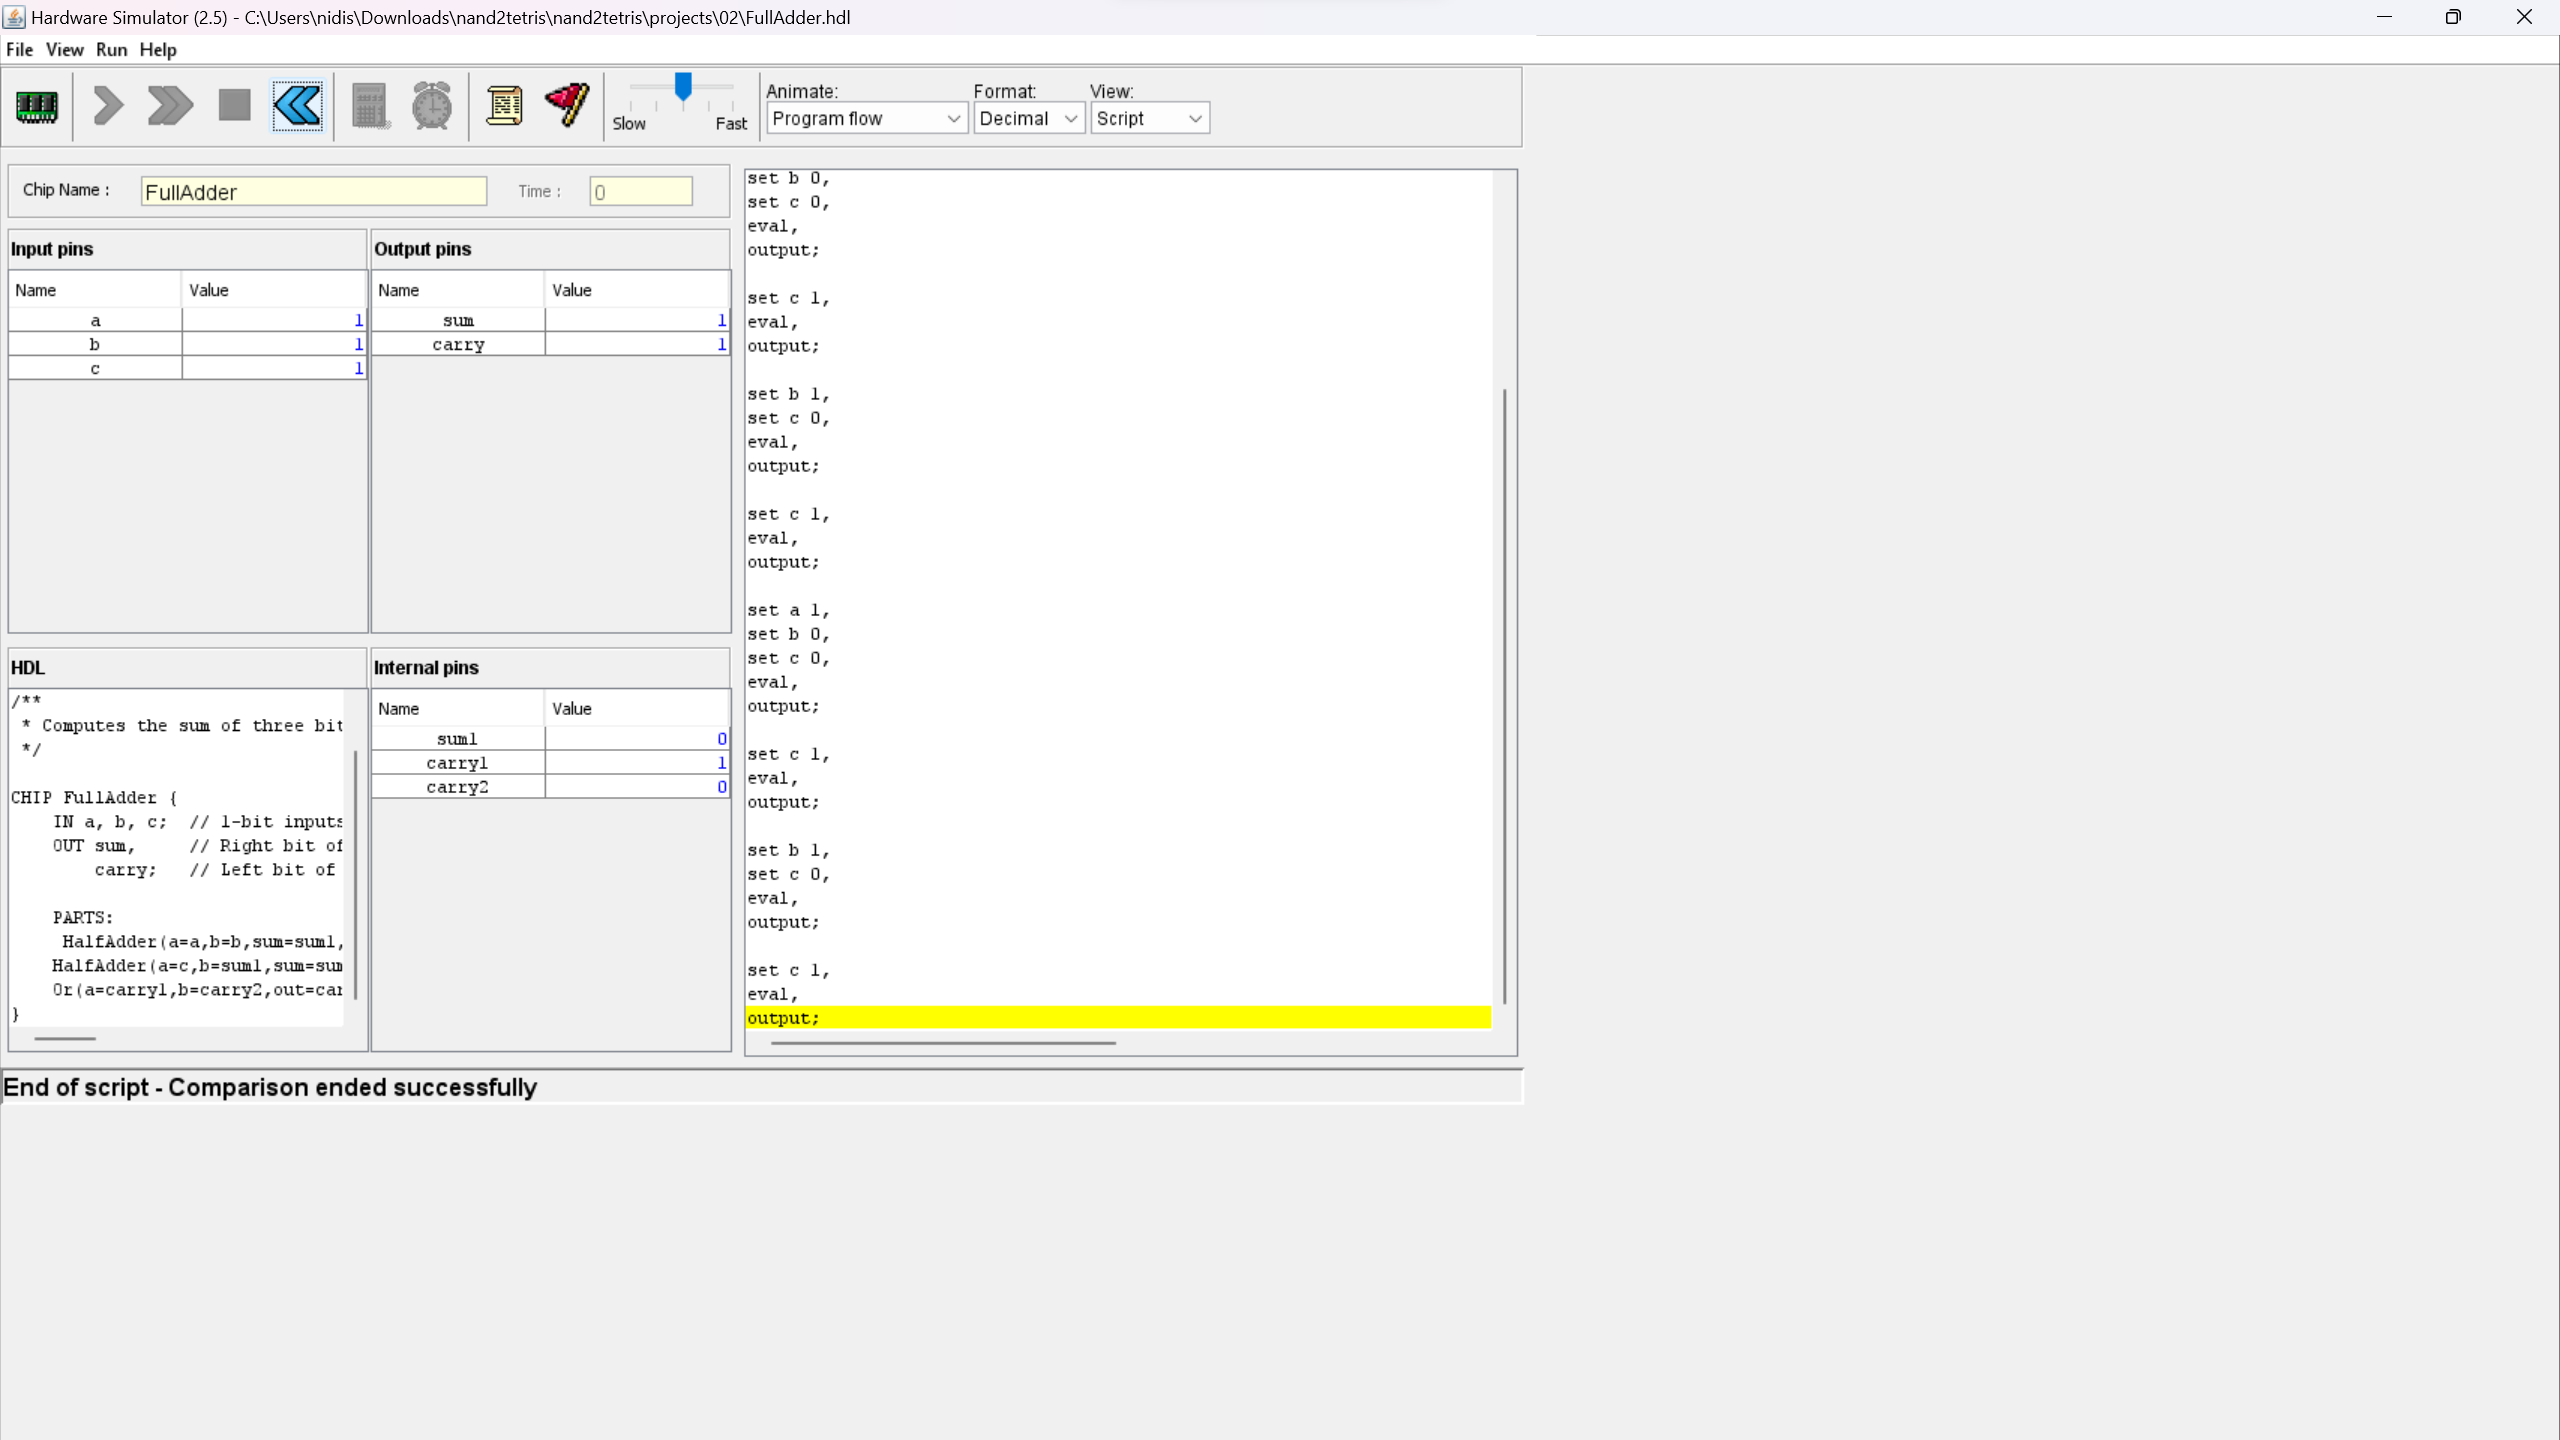 Hardware Simulator (2.5) - C:\Users\nidis\Downloads\nand2tetris\nand2tetris\projects\02\FullAdder.hdl
File View Run Help
Animate: Format: View:
Slow Fast Program flow Decimal Script
Chip Name : FullAdder Time : 0
Input pins
Name Value
a 1
b 1
c 1
Output pins
Name Value
sum 1
carry 1
HDL
/**
* Computes the sum of three bit
*/
CHIP FullAdder {
IN a, b, c; // 1-bit inputs
OUT sum, // Right bit of
carry; // Left bit of
PARTS:
HalfAdder(a=a,b=b,sum=sum1,
HalfAdder(a=c,b=sum1,sum=sum
Or(a=carry1,b=carry2,out=car
}
Internal pins
Name Value
sum1 0
carry1 1
carry2 0
set b 0,
set c 0,
eval,
output;
set c 1,
eval,
output;
set b 1,
set c 0,
eval,
output;
set c 1,
eval,
output;
set a 1,
set b 0,
set c 0,
eval,
output;
set c 1,
eval,
output;
set b 1,
set c 0,
eval,
output;
set c 1,
eval,
output;
End of script - Comparison ended successfully